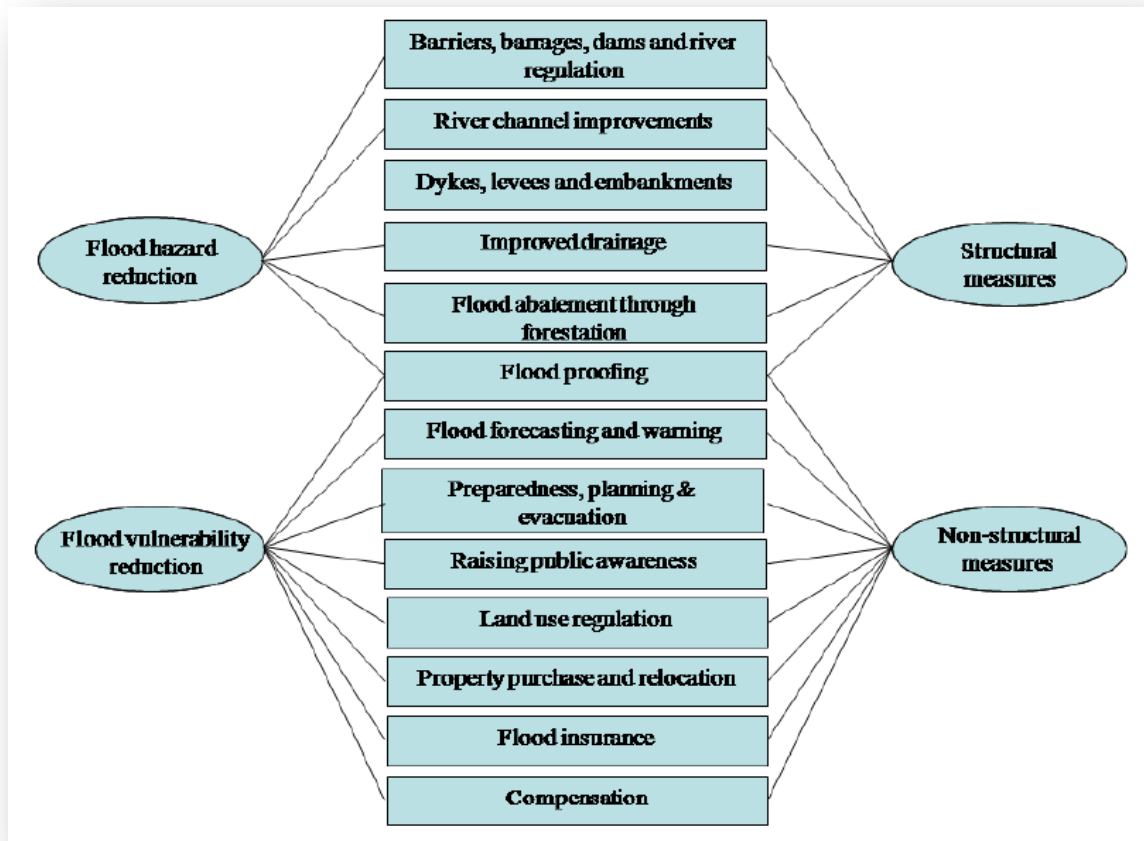 Barriers, barrages, dams and river
regulation
River channel improvements
Dykes, levees and embankments
Improved drainage
Flood abatement through
forestation
Flood proofing
Flood forecasting and warning
Preparedness, planning &
evacuation
Raising public awareness
Land use regulation
Property purchase and relocation
Flood insurance
Compensation
Flood hazard
reduction
Flood vulnerability
reduction
Structural
measures
Non-structural
measures